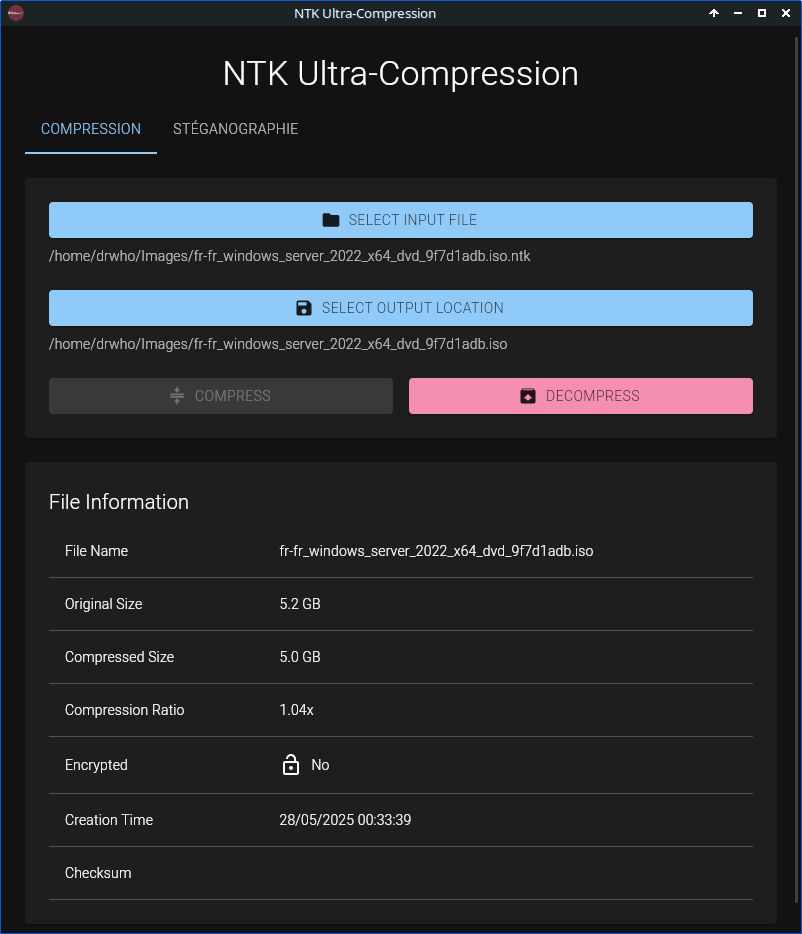 NTK Ultra-Compression
NTK Ultra-Compression
COMPRESSION STÉGANOGRAPHIE
SELECT INPUT FILE
/home/drwho/Images/fr-fr_windows_server_2022_x64_dvd_9f7d1adb.iso.ntk
SELECT OUTPUT LOCATION
/home/drwho/Images/fr-fr_windows_server_2022_x64_dvd_9f7d1adb.iso
COMPRESS DECOMPRESS
File Information
File Name fr-fr_windows_server_2022_x64_dvd_9f7d1adb.iso
Original Size 5.2 GB
Compressed Size 5.0 GB
Compression Ratio 1.04x
Encrypted No
Creation Time 28/05/2025 00:33:39
Checksum